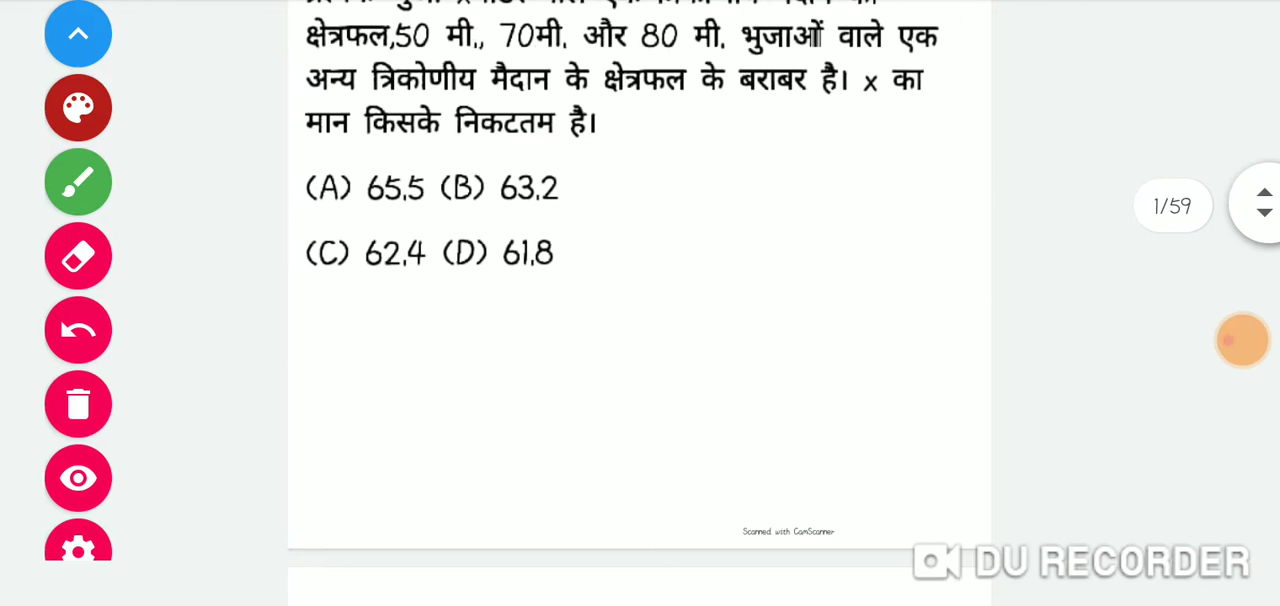 क्षेत्रफल,50 मी., 70मी. और 80 मी. भुजाओं वाले एक
अन्य त्रिकोणीय मैदान के क्षेत्रफल के बराबर है। x का
मान किसके निकटतम है।
(A) 65.5 (B) 63.2
(C) 62.4 (D) 61.8
1/59
Scanned with CamScanner
DU RECORDER